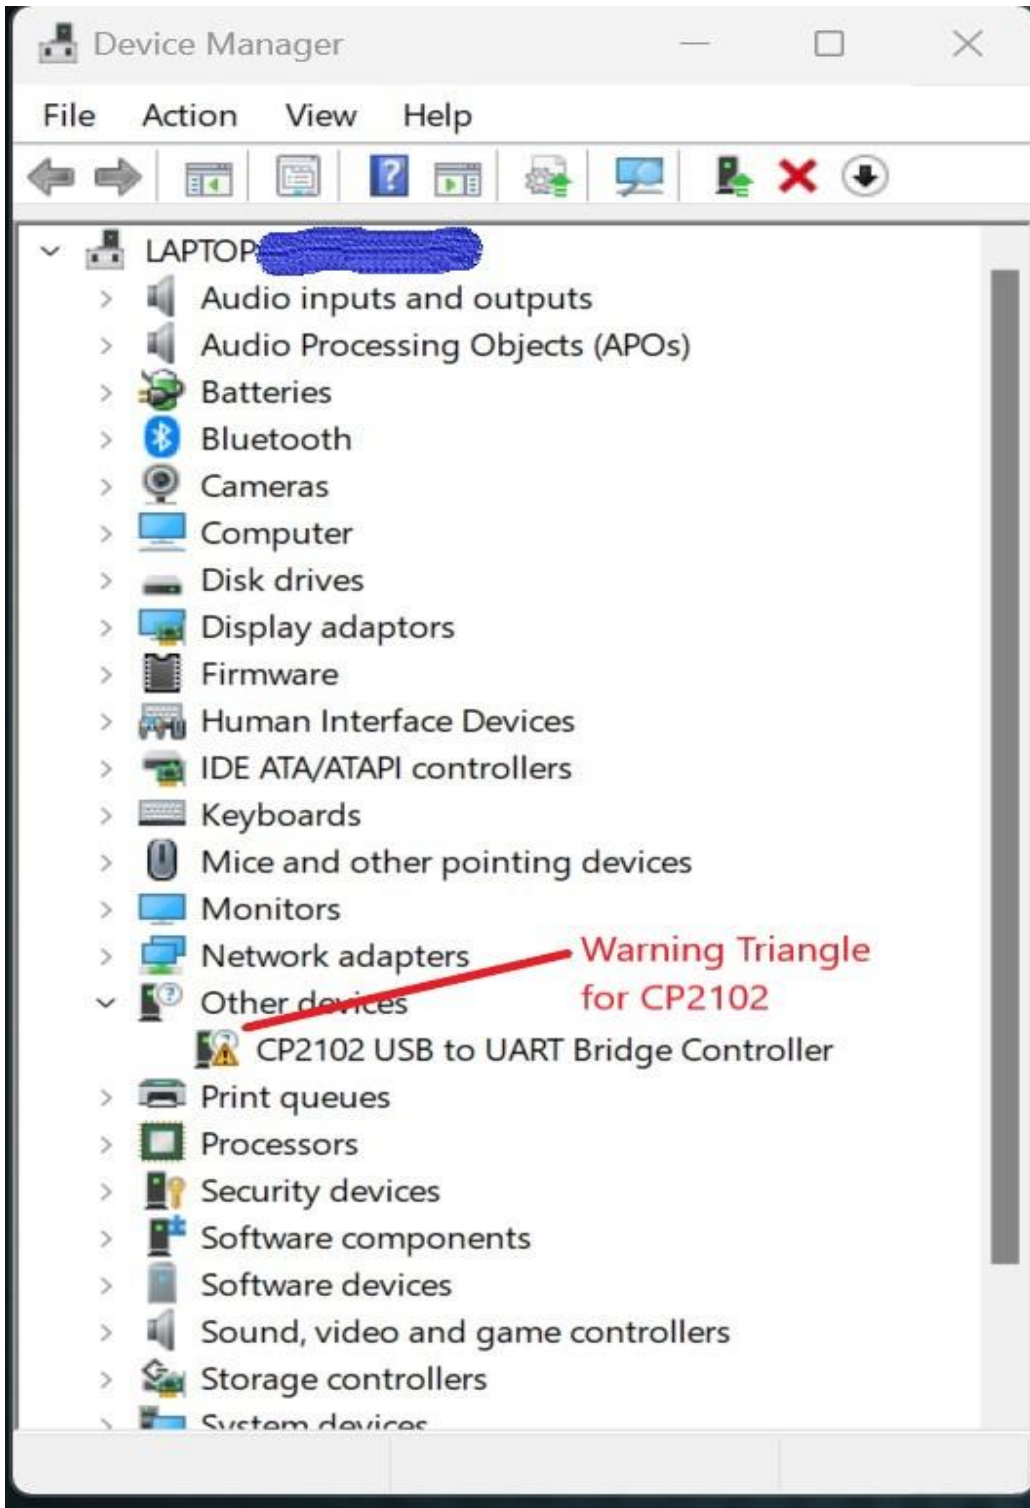 Device Manager
File Action View Help
LAPTOP
Audio inputs and outputs
Audio Processing Objects (APOs)
Batteries
Bluetooth
Cameras
Computer
Disk drives
Display adaptors
Firmware
Human Interface Devices
IDE ATA/ATAPI controllers
Keyboards
Mice and other pointing devices
Monitors
Network adapters
Warning Triangle
for CP2102
Other devices
CP2102 USB to UART Bridge Controller
Print queues
Processors
Security devices
Software components
Software devices
Sound, video and game controllers
Storage controllers
System devices